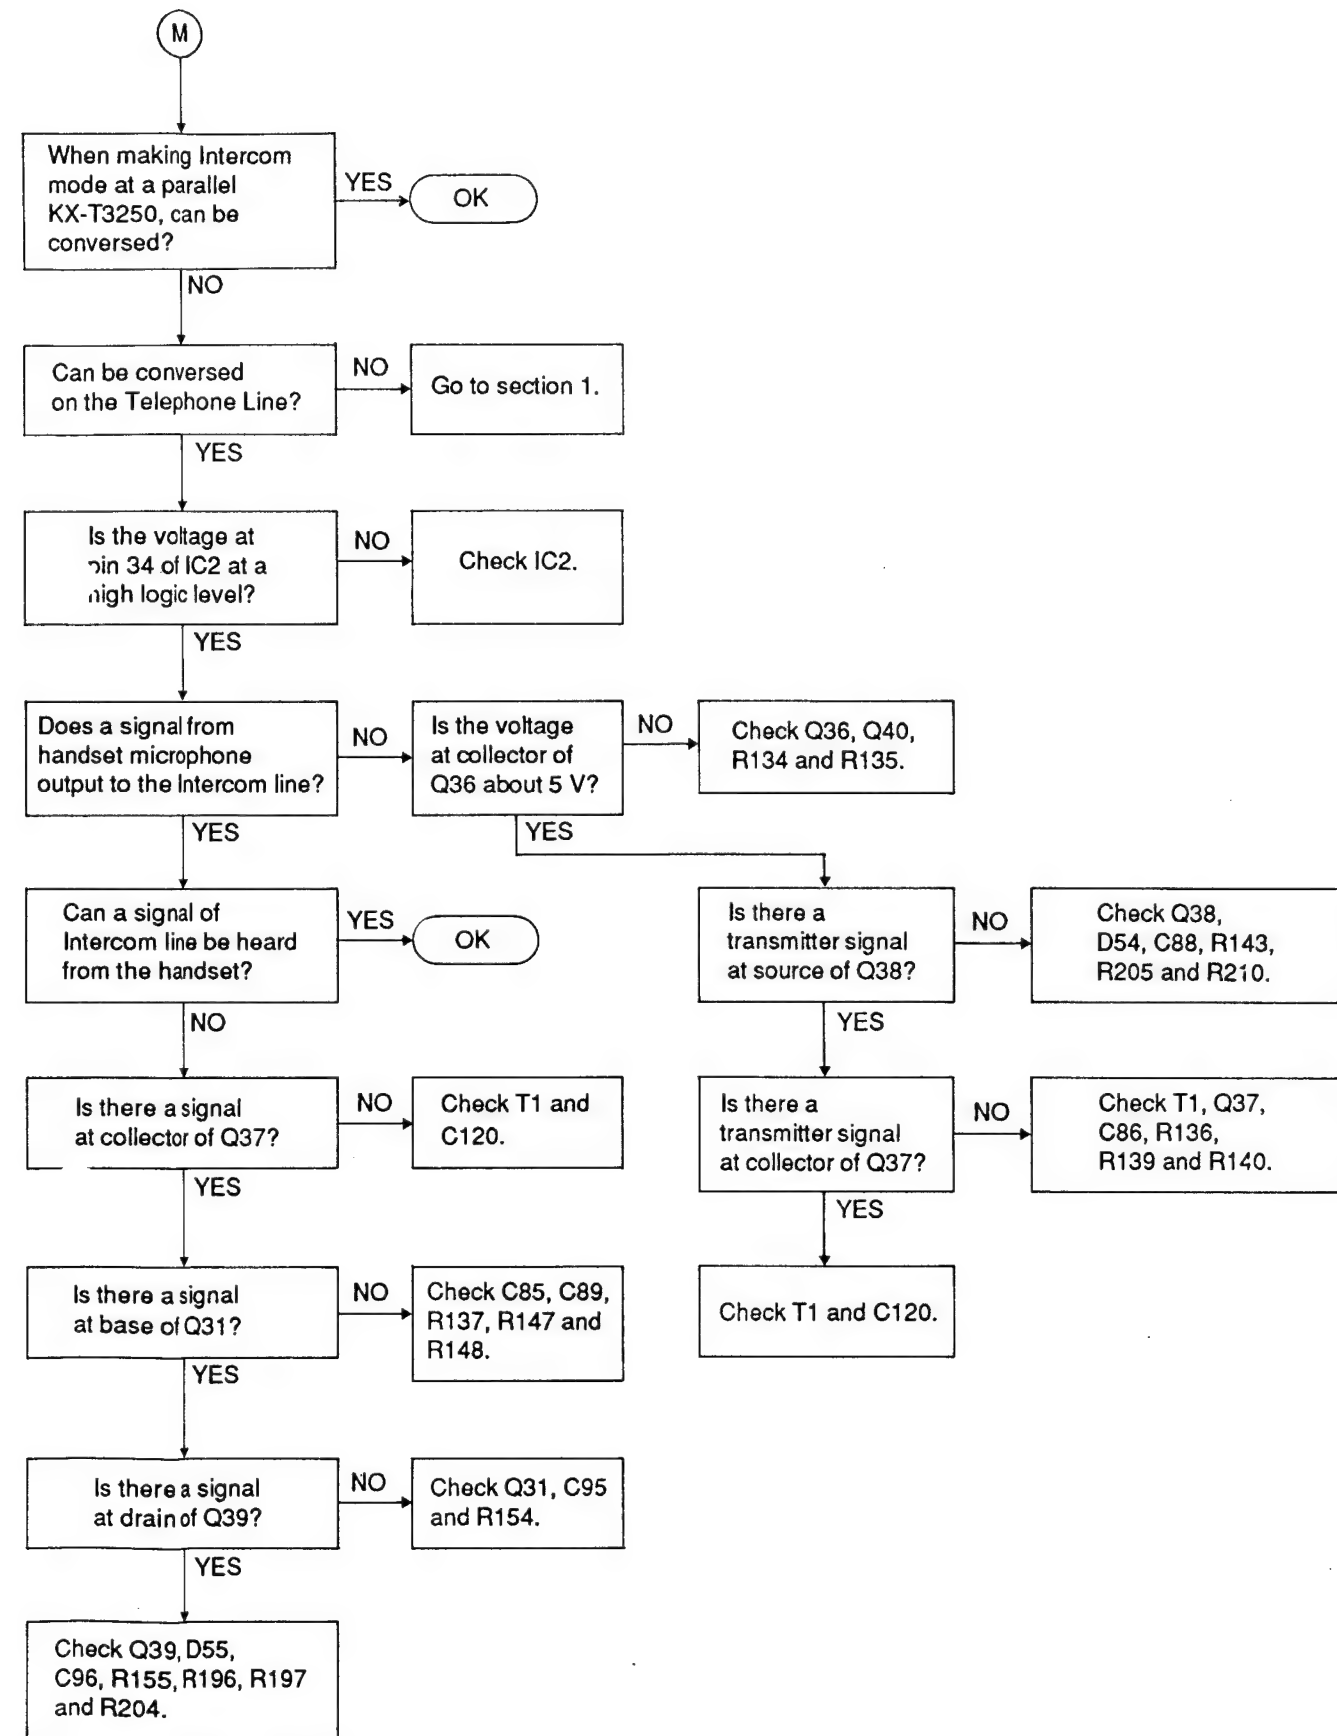 M
When making Intercom
mode at a parallel
KX-T3250, can be
conversed?
YES
OK
NO
Can be conversed
on the Telephone Line?
NO
Go to section 1.
YES
Is the voltage at
pin 34 of IC2 at a
high logic level?
NO
Check IC2.
YES
Does a signal from
handset microphone
output to the Intercom line?
NO
Is the voltage
at collector of
Q36 about 5 V?
NO
Check Q36, Q40,
R134 and R135.
YES
YES
Can a signal of
Intercom line be heard
from the handset?
YES
OK
Is there a
transmitter signal
at source of Q38?
NO
Check Q38,
D54, C88, R143,
R205 and R210.
NO
YES
Is there a signal
at collector of Q37?
NO
Check T1 and
C120.
Is there a
transmitter signal
at collector of Q37?
NO
Check T1, Q37,
C86, R136,
R139 and R140.
YES
YES
Is there a signal
at base of Q31?
NO
Check C85, C89,
R137, R147 and
R148.
Check T1 and C120.
YES
Is there a signal
at drain of Q39?
NO
Check Q31, C95
and R154.
YES
Check Q39, D55,
C96, R155, R196, R197
and R204.